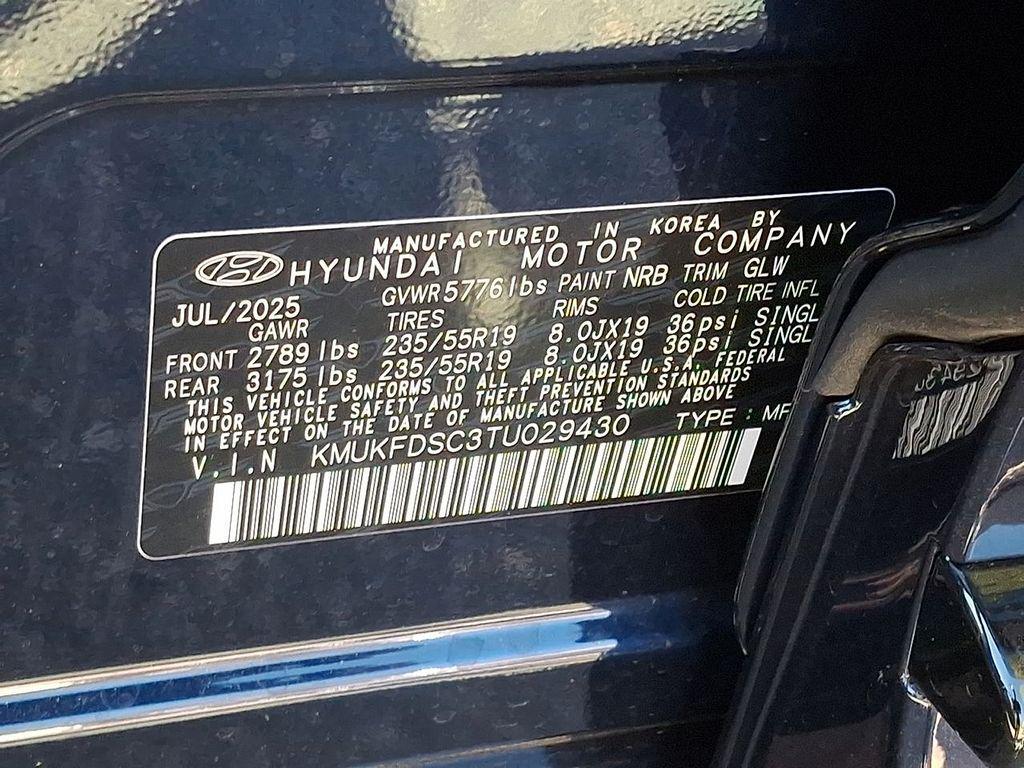 MANUFACTURED IN KOREA BY
HYUNDAI MOTOR COMPANY
JUL/2025 GVWR 5776 lbs PAINT NRB TRIM GLW
GAWR TIRES RIMS COLD TIRE INFL
FRONT 2789 lbs 235/55R19 8.0JX19 36psi SINGL
REAR 3175 lbs 235/55R19 8.0JX19 36psi SINGL
THIS VEHICLE CONFORMS TO ALL APPLICABLE U.S.A. FEDERAL
MOTOR VEHICLE SAFETY AND THEFT PREVENTION STANDARDS
IN EFFECT ON THE DATE OF MANUFACTURE SHOWN ABOVE
V.I.N KMUKFDSC3TU029430 TYPE : MP